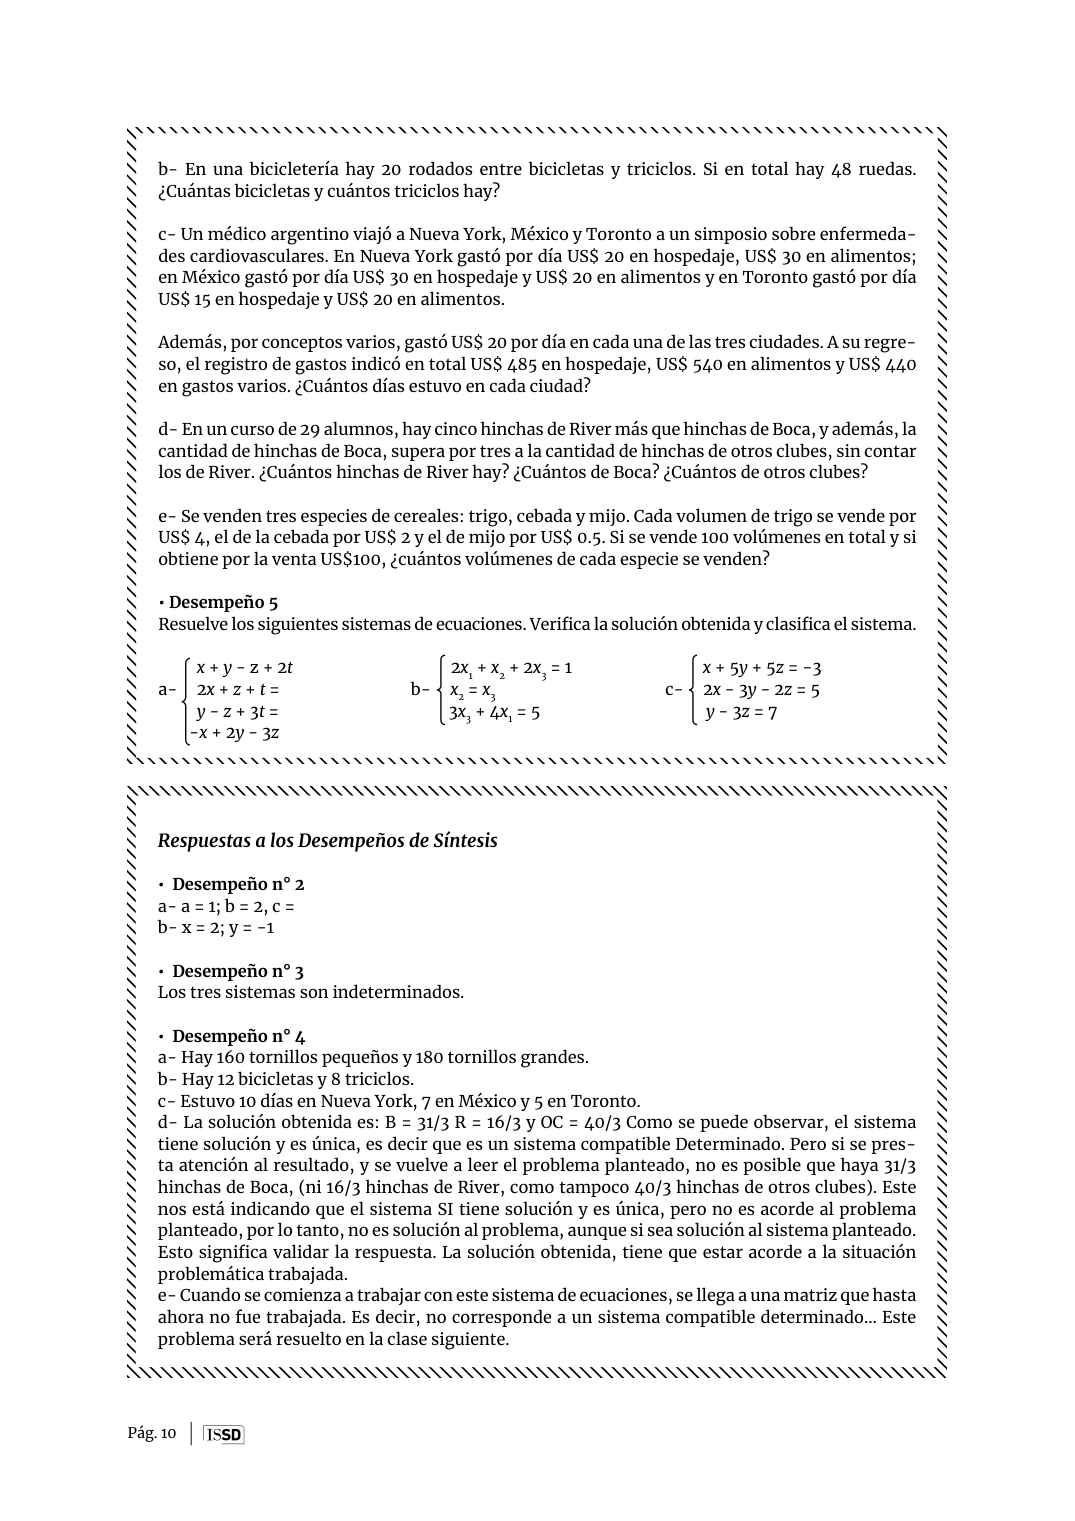 b- En una bicicletería hay 20 rodados entre bicicletas y triciclos. Si en total hay 48 ruedas.
¿Cuántas bicicletas y cuántos triciclos hay?
c- Un médico argentino viajó a Nueva York, México y Toronto a un simposio sobre enfermeda-
des cardiovasculares. En Nueva York gastó por día US$ 20 en hospedaje, US$ 30 en alimentos;
en México gastó por día US$ 30 en hospedaje y US$ 20 en alimentos y en Toronto gastó por día
US$ 15 en hospedaje y US$ 20 en alimentos.
Además, por conceptos varios, gastó US$ 20 por día en cada una de las tres ciudades. A su regre-
so, el registro de gastos indicó en total US$ 485 en hospedaje, US$ 540 en alimentos y US$ 440
en gastos varios. ¿Cuántos días estuvo en cada ciudad?
d- En un curso de 29 alumnos, hay cinco hinchas de River más que hinchas de Boca, y además, la
cantidad de hinchas de Boca, supera por tres a la cantidad de hinchas de otros clubes, sin contar
los de River. ¿Cuántos hinchas de River hay? ¿Cuántos de Boca? ¿Cuántos de otros clubes?
e- Se venden tres especies de cereales: trigo, cebada y mijo. Cada volumen de trigo se vende por
US$ 4, el de la cebada por US$ 2 y el de mijo por US$ 0.5. Si se vende 100 volúmenes en total y si
obtiene por la venta US$100, ¿cuántos volúmenes de cada especie se venden?
• Desempeño 5
Resuelve los siguientes sistemas de ecuaciones. Verifica la solución obtenida y clasifica el sistema.
a-
x + y - z + 2t
2x + z + t =
y - z + 3t =
-x + 2y - 3z
b-
2x₁ + x₂ + 2x₃ = 1
x₂ = x₃
3x₃ + 4x₁ = 5
c-
x + 5y + 5z = -3
2x - 3y - 2z = 5
y - 3z = 7
Respuestas a los Desempeños de Síntesis
• Desempeño n° 2
a- a = 1; b = 2, c =
b- x = 2; y = -1
• Desempeño n° 3
Los tres sistemas son indeterminados.
• Desempeño n° 4
a- Hay 160 tornillos pequeños y 180 tornillos grandes.
b- Hay 12 bicicletas y 8 triciclos.
c- Estuvo 10 días en Nueva York, 7 en México y 5 en Toronto.
d- La solución obtenida es: B = 31/3 R = 16/3 y OC = 40/3 Como se puede observar, el sistema
tiene solución y es única, es decir que es un sistema compatible Determinado. Pero si se pres-
ta atención al resultado, y se vuelve a leer el problema planteado, no es posible que haya 31/3
hinchas de Boca, (ni 16/3 hinchas de River, como tampoco 40/3 hinchas de otros clubes). Este
nos está indicando que el sistema SI tiene solución y es única, pero no es acorde al problema
planteado, por lo tanto, no es solución al problema, aunque si sea solución al sistema planteado.
Esto significa validar la respuesta. La solución obtenida, tiene que estar acorde a la situación
problemática trabajada.
e- Cuando se comienza a trabajar con este sistema de ecuaciones, se llega a una matriz que hasta
ahora no fue trabajada. Es decir, no corresponde a un sistema compatible determinado... Este
problema será resuelto en la clase siguiente.
Pág. 10
ISSD